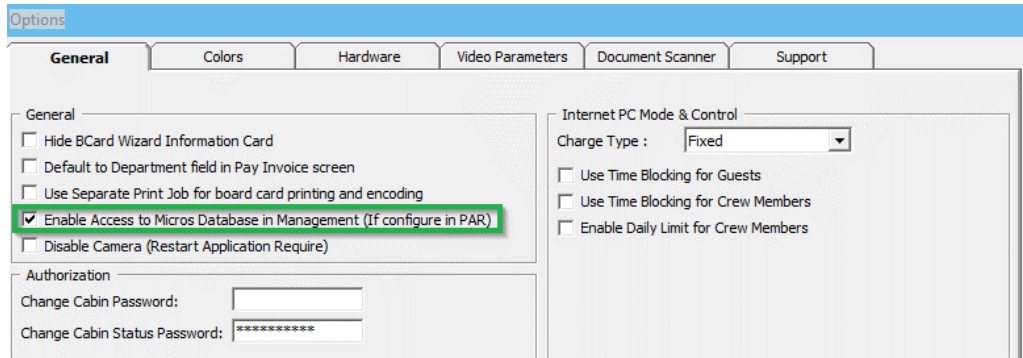 Options
General Colors Hardware Video Parameters Document Scanner Support
General
Hide BCard Wizard Information Card
Default to Department field in Pay Invoice screen
Use Separate Print Job for board card printing and encoding
Enable Access to Micros Database in Management (If configure in PAR)
Disable Camera (Restart Application Require)
Authorization
Change Cabin Password:
Change Cabin Status Password: **********
Internet PC Mode & Control
Charge Type : Fixed
Use Time Blocking for Guests
Use Time Blocking for Crew Members
Enable Daily Limit for Crew Members